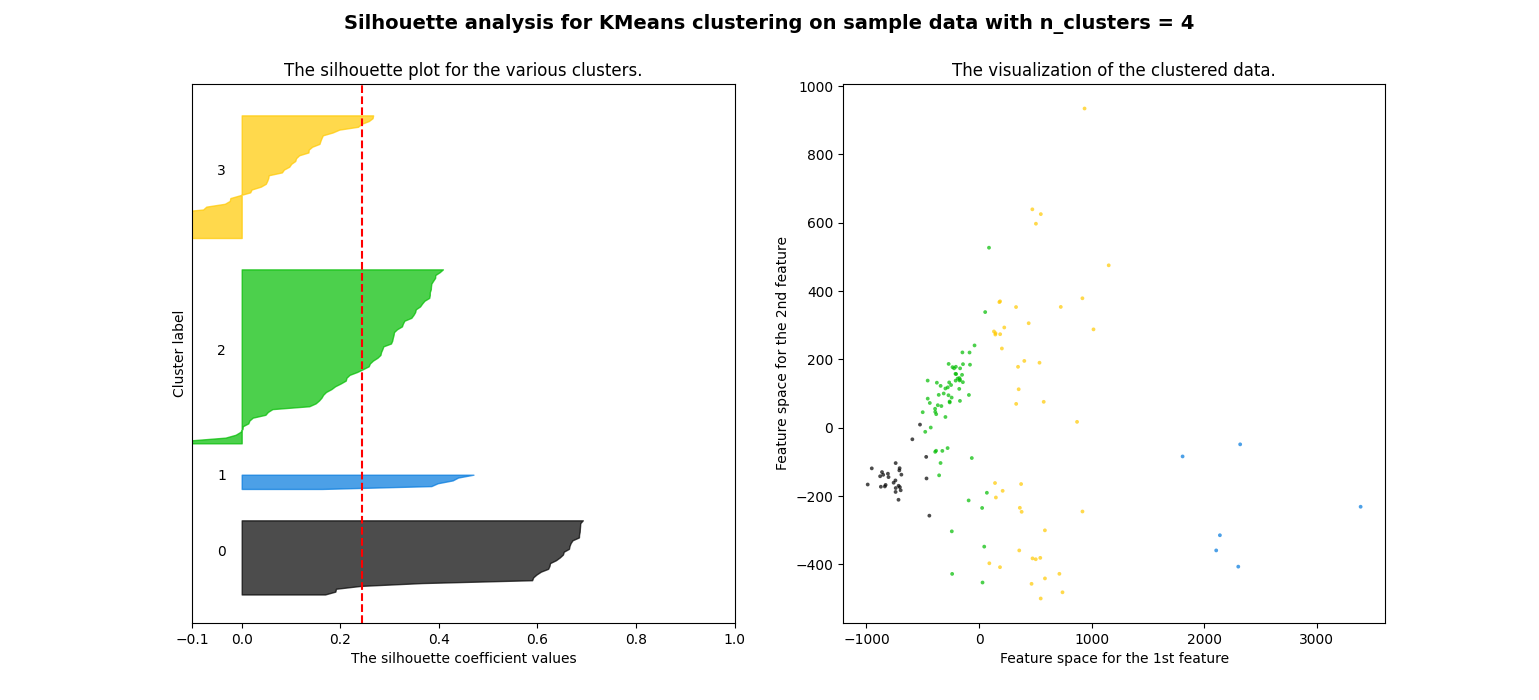 Silhouette analysis for KMeans clustering on sample data with n_clusters = 4
The silhouette plot for the various clusters.
3
2
1
0
Cluster label
−0.1 0.0 0.2 0.4 0.6 0.8 1.0
The silhouette coefficient values
The visualization of the clustered data.
1000
800
600
400
200
0
−200
−400
Feature space for the 2nd feature
−1000 0 1000 2000 3000
Feature space for the 1st feature